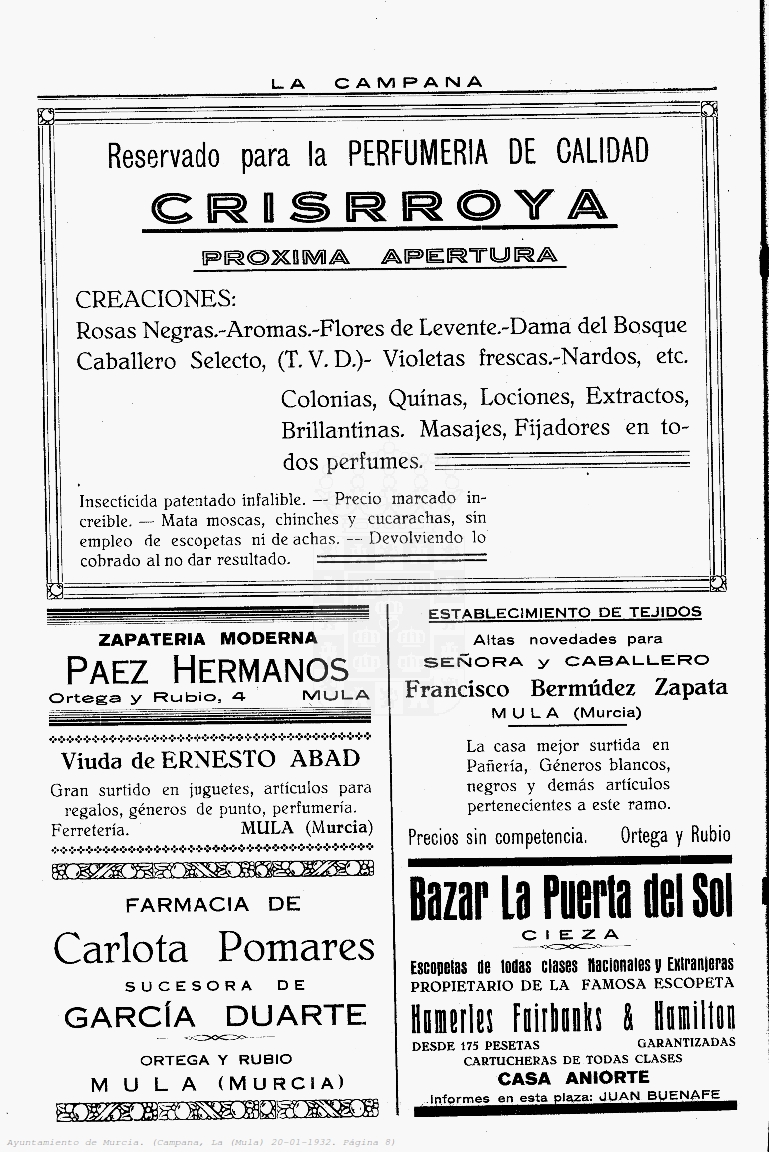 LA CAMPANA
Reservado para la PERFUMERIA DE CALIDAD
CRISRROYA
PROXIMA APERTURA
CREACIONES:
Rosas Negras.-Aromas.-Flores de Levente.-Dama del Bosque
Caballero Selecto, (T. V. D.)- Violetas frescas.-Nardos, etc.
Colonias, Quínas, Lociones, Extractos,
Brillantinas. Masajes, Fijadores en to-
dos perfumes.
Insecticida patentado infalible. — Precio marcado in-
creible. — Mata moscas, chinches y cucarachas, sin
empleo de escopetas ni de achas. — Devolviendo lo
cobrado al no dar resultado.
ZAPATERIA MODERNA
PAEZ HERMANOS
Ortega y Rubio, 4 MULA
Viuda de ERNESTO ABAD
Gran surtido en juguetes, artículos para
regalos, géneros de punto, perfumería.
Ferretería. MULA (Murcia)
FARMACIA DE
Carlota Pomares
SUCESORA DE
GARCÍA DUARTE
ORTEGA Y RUBIO
MULA (MURCIA)
ESTABLECIMIENTO DE TEJIDOS
Altas novedades para
SEÑORA y CABALLERO
Francisco Bermúdez Zapata
MULA (Murcia)
La casa mejor surtida en
Pañería, Géneros blancos,
negros y demás artículos
pertenecientes a este ramo.
Precios sin competencia. Ortega y Rubio
Bazar La Puerta del Sol
CIEZA
Escopetas de todas clases Nacionales y Extranjeras
PROPIETARIO DE LA FAMOSA ESCOPETA
Hamerles Fairbanks & Hamilton
DESDE 175 PESETAS GARANTIZADAS
CARTUCHERAS DE TODAS CLASES
CASA ANIORTE
Informes en esta plaza: JUAN BUENAFE
Ayuntamiento de Murcia. (Campana, La (Mula) 20-01-1932. Página 8)